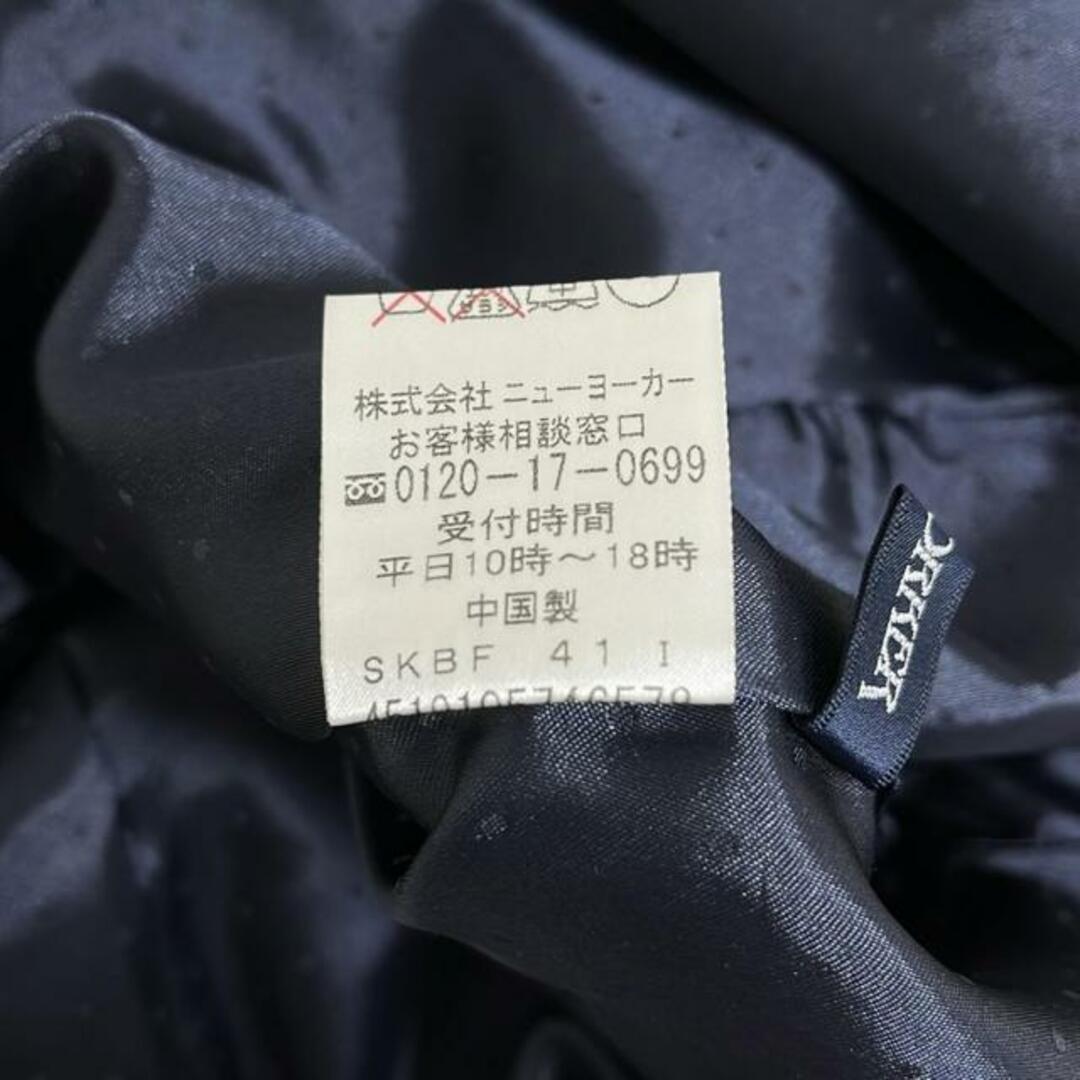 株式会社 ニューヨーカー
お客様相談窓口
0120-17-0699
受付時間
平日10時～18時
中国製
SKBF 41 I